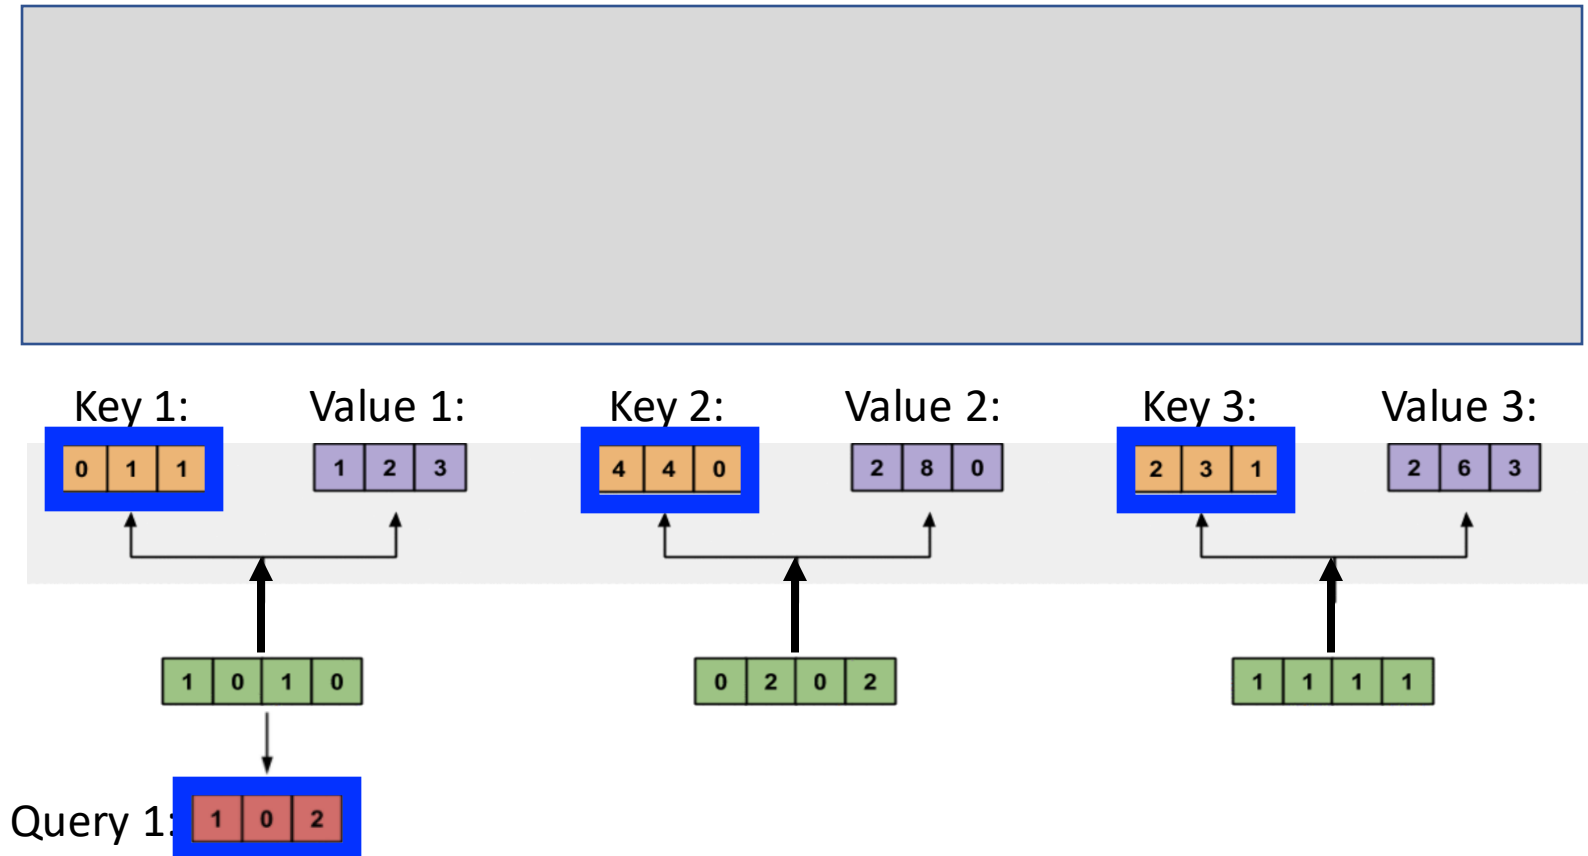 Key 1: Value 1: Key 2: Value 2: Key 3: Value 3:
0 1 1 1 2 3 4 4 0 2 8 0 2 3 1 2 6 3
1 0 1 0 0 2 0 2 1 1 1 1
Query 1: 1 0 2